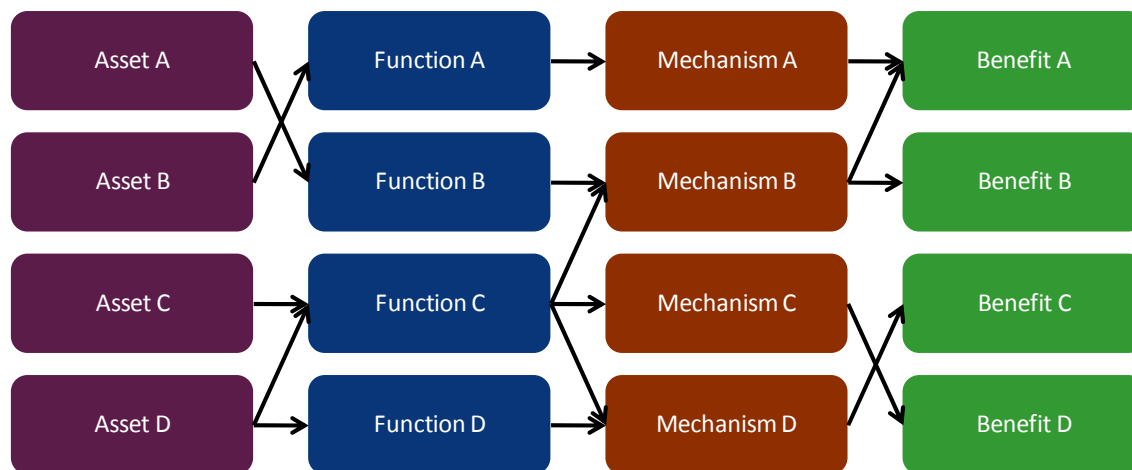 Asset A
Function A
Mechanism A
Benefit A
Asset B
Function B
Mechanism B
Benefit B
Asset C
Function C
Mechanism C
Benefit C
Asset D
Function D
Mechanism D
Benefit D